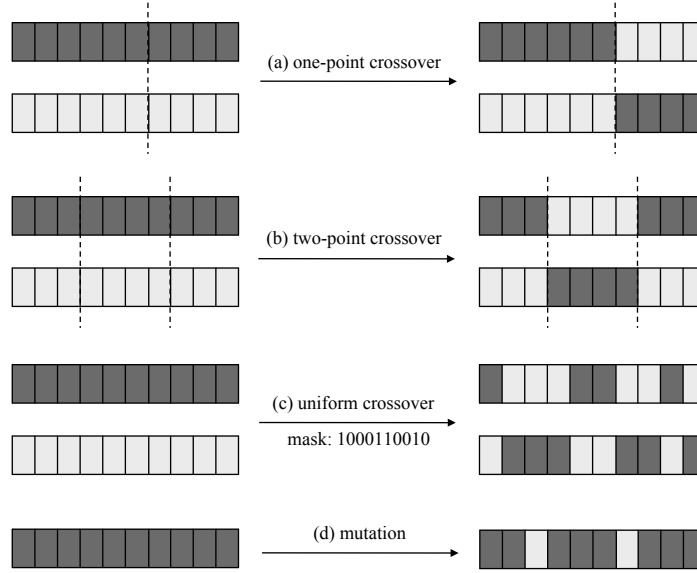 (a) one-point crossover
(b) two-point crossover
(c) uniform crossover
mask: 1000110010
(d) mutation